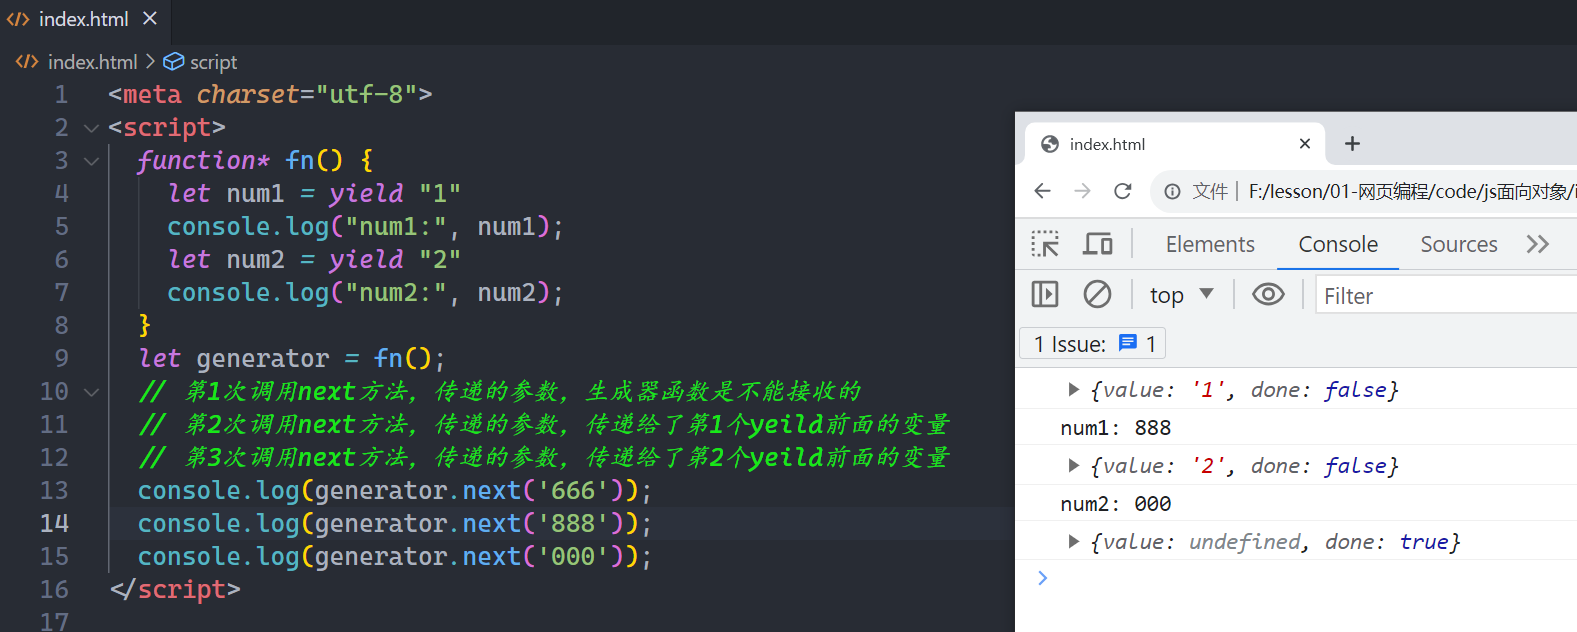 index.html
index.html > script
1 <meta charset="utf-8">
2 <script>
3 function* fn() {
4 let num1 = yield "1"
5 console.log("num1:", num1);
6 let num2 = yield "2"
7 console.log("num2:", num2);
8 }
9 let generator = fn();
10 // 第1次调用next方法，传递的参数，生成器函数是不能接收的
11 // 第2次调用next方法，传递的参数，传递给了第1个yeild前面的变量
12 // 第3次调用next方法，传递的参数，传递给了第2个yeild前面的变量
13 console.log(generator.next('666'));
14 console.log(generator.next('888'));
15 console.log(generator.next('000'));
16 </script>
17
index.html
文件 F:/lesson/01-网页编程/code/js面向对象/i
Elements Console Sources
top Filter
1 Issue: 1
{value: '1', done: false}
num1: 888
{value: '2', done: false}
num2: 000
{value: undefined, done: true}